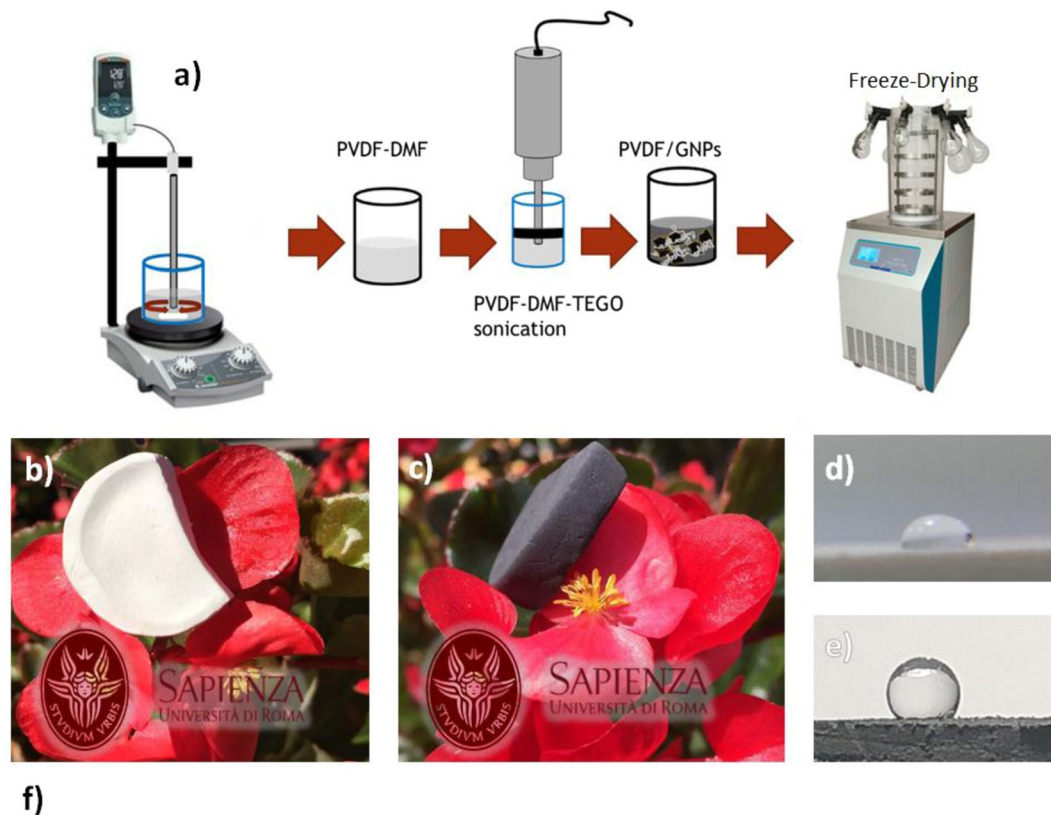 a)
Freeze-Drying
PVDF-DMF
PVDF/GNPs
PVDF-DMF-TEGO
sonication
b)
c)
d)
e)
SAPIENZA
UNIVERSITÀ DI ROMA
STVDIVM VRBIS
SAPIENZA
UNIVERSITÀ DI ROMA
STVDIVM VRBIS
f)